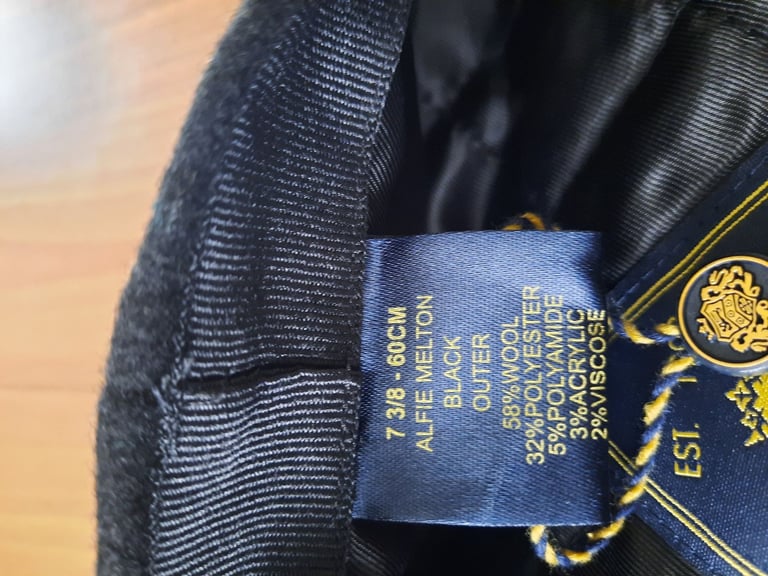 7 3/8 - 60CM
ALFIE MELTON
BLACK
OUTER
58%WOOL
32%POLYESTER
5%POLYAMIDE
3%ACRYLIC
2%VISCOSE
EST.